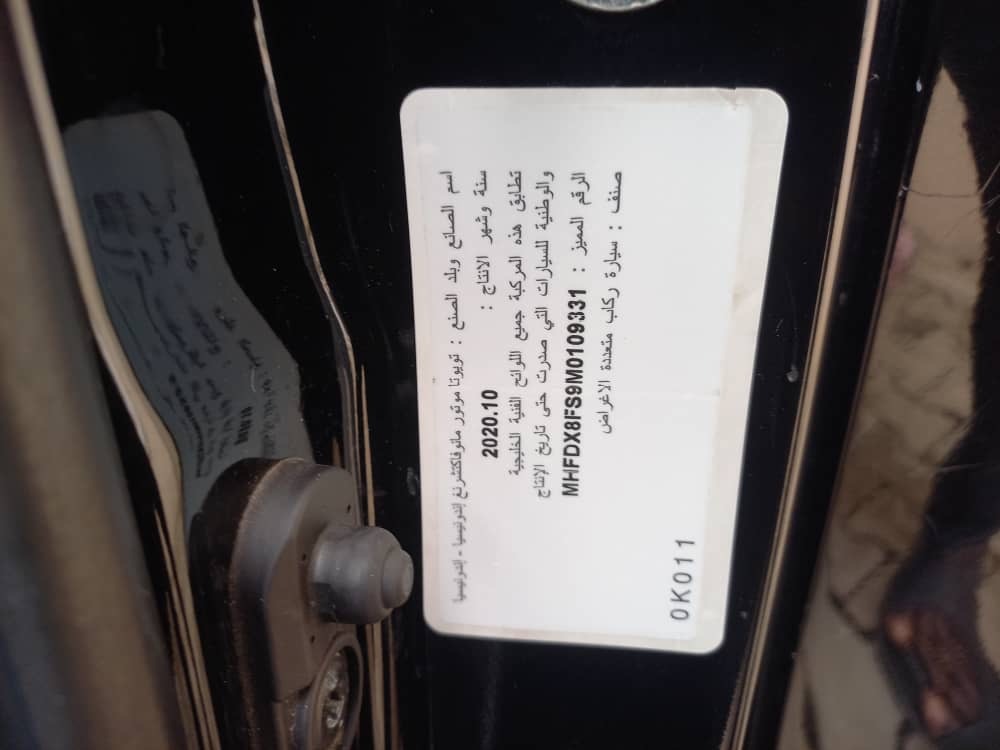 اسم الصانع وبلد الصنع : تويوتا موتور مانوفاكتشرنغ إندونيسيا - إندونيسيا
سنة وشهر الانتاج : 2020.10
تطابق هذه المركبة جميع اللوائح الفنية الخليجية
والوطنية للسيارات التي صدرت حتى تاريخ الإنتاج
الرقم المميز : MHFDX8FS9M0109331
صنف : سيارة ركاب متعددة الاغراض
0K011